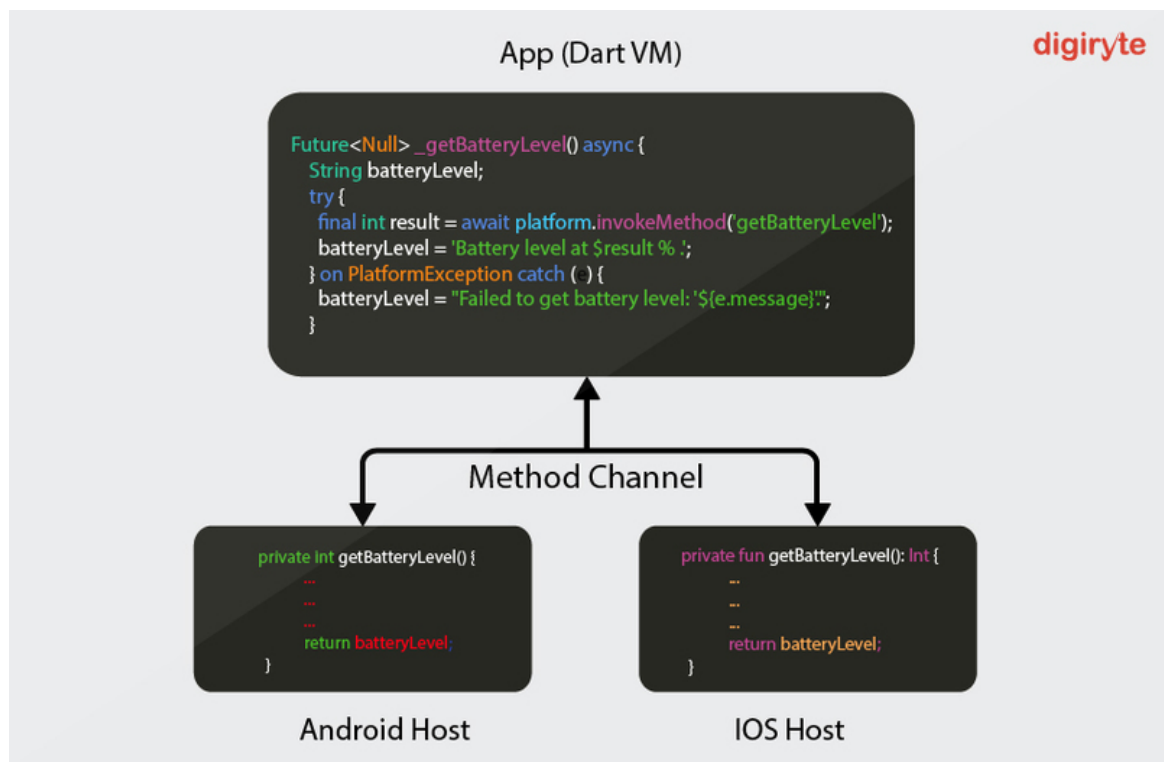 digiryte
App (Dart VM)
Future<Null> _getBatteryLevel() async {
String batteryLevel;
try {
final int result = await platform.invokeMethod('getBatteryLevel');
batteryLevel = 'Battery level at $result % .';
} on PlatformException catch (e) {
batteryLevel = "Failed to get battery level: '${e.message}'.";
}
Method Channel
private int getBatteryLevel() {
...
...
...
return batteryLevel;
}
Android Host
private fun getBatteryLevel(): Int {
...
...
...
return batteryLevel;
}
IOS Host